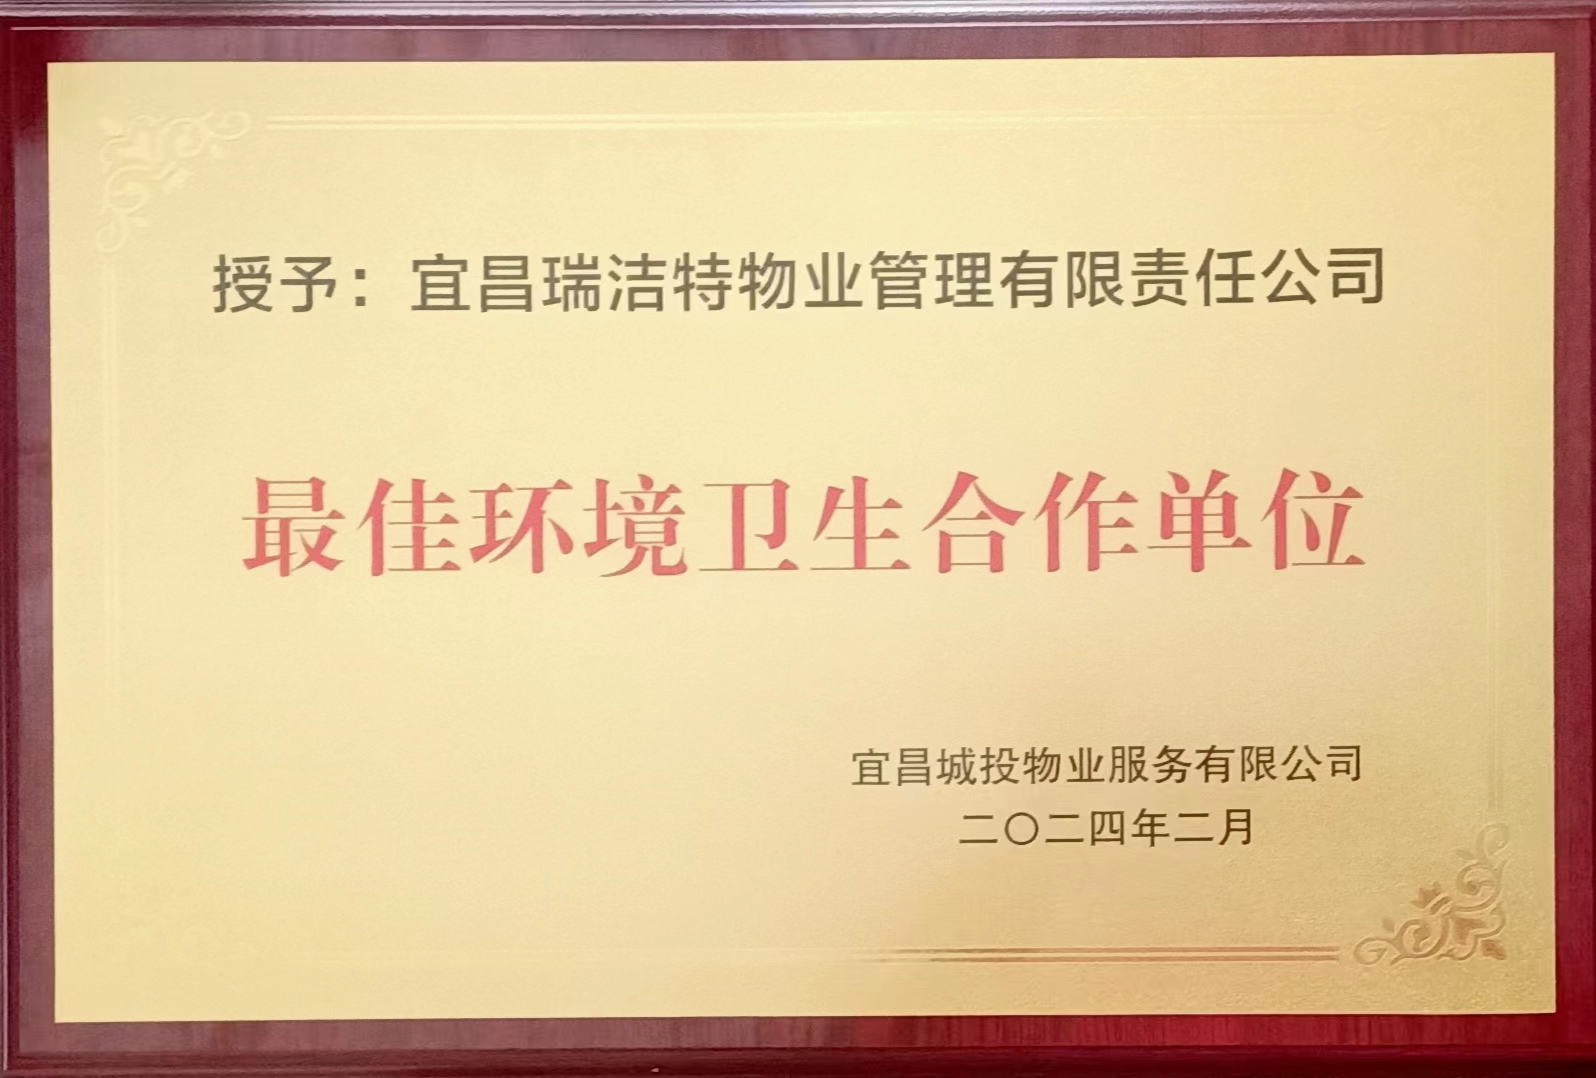 授予：宜昌瑞洁特物业管理有限责任公司
最佳环境卫生合作单位
宜昌城投物业服务有限公司
二〇二四年二月